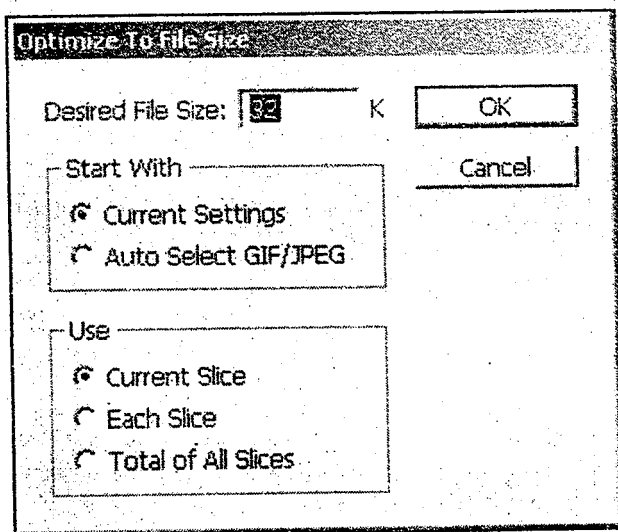 Optimize To File Size
Desired File Size: 32 K
OK
Cancel
Start With
Current Settings
Auto Select GIF/JPEG
Use
Current Slice
Each Slice
Total of All Slices